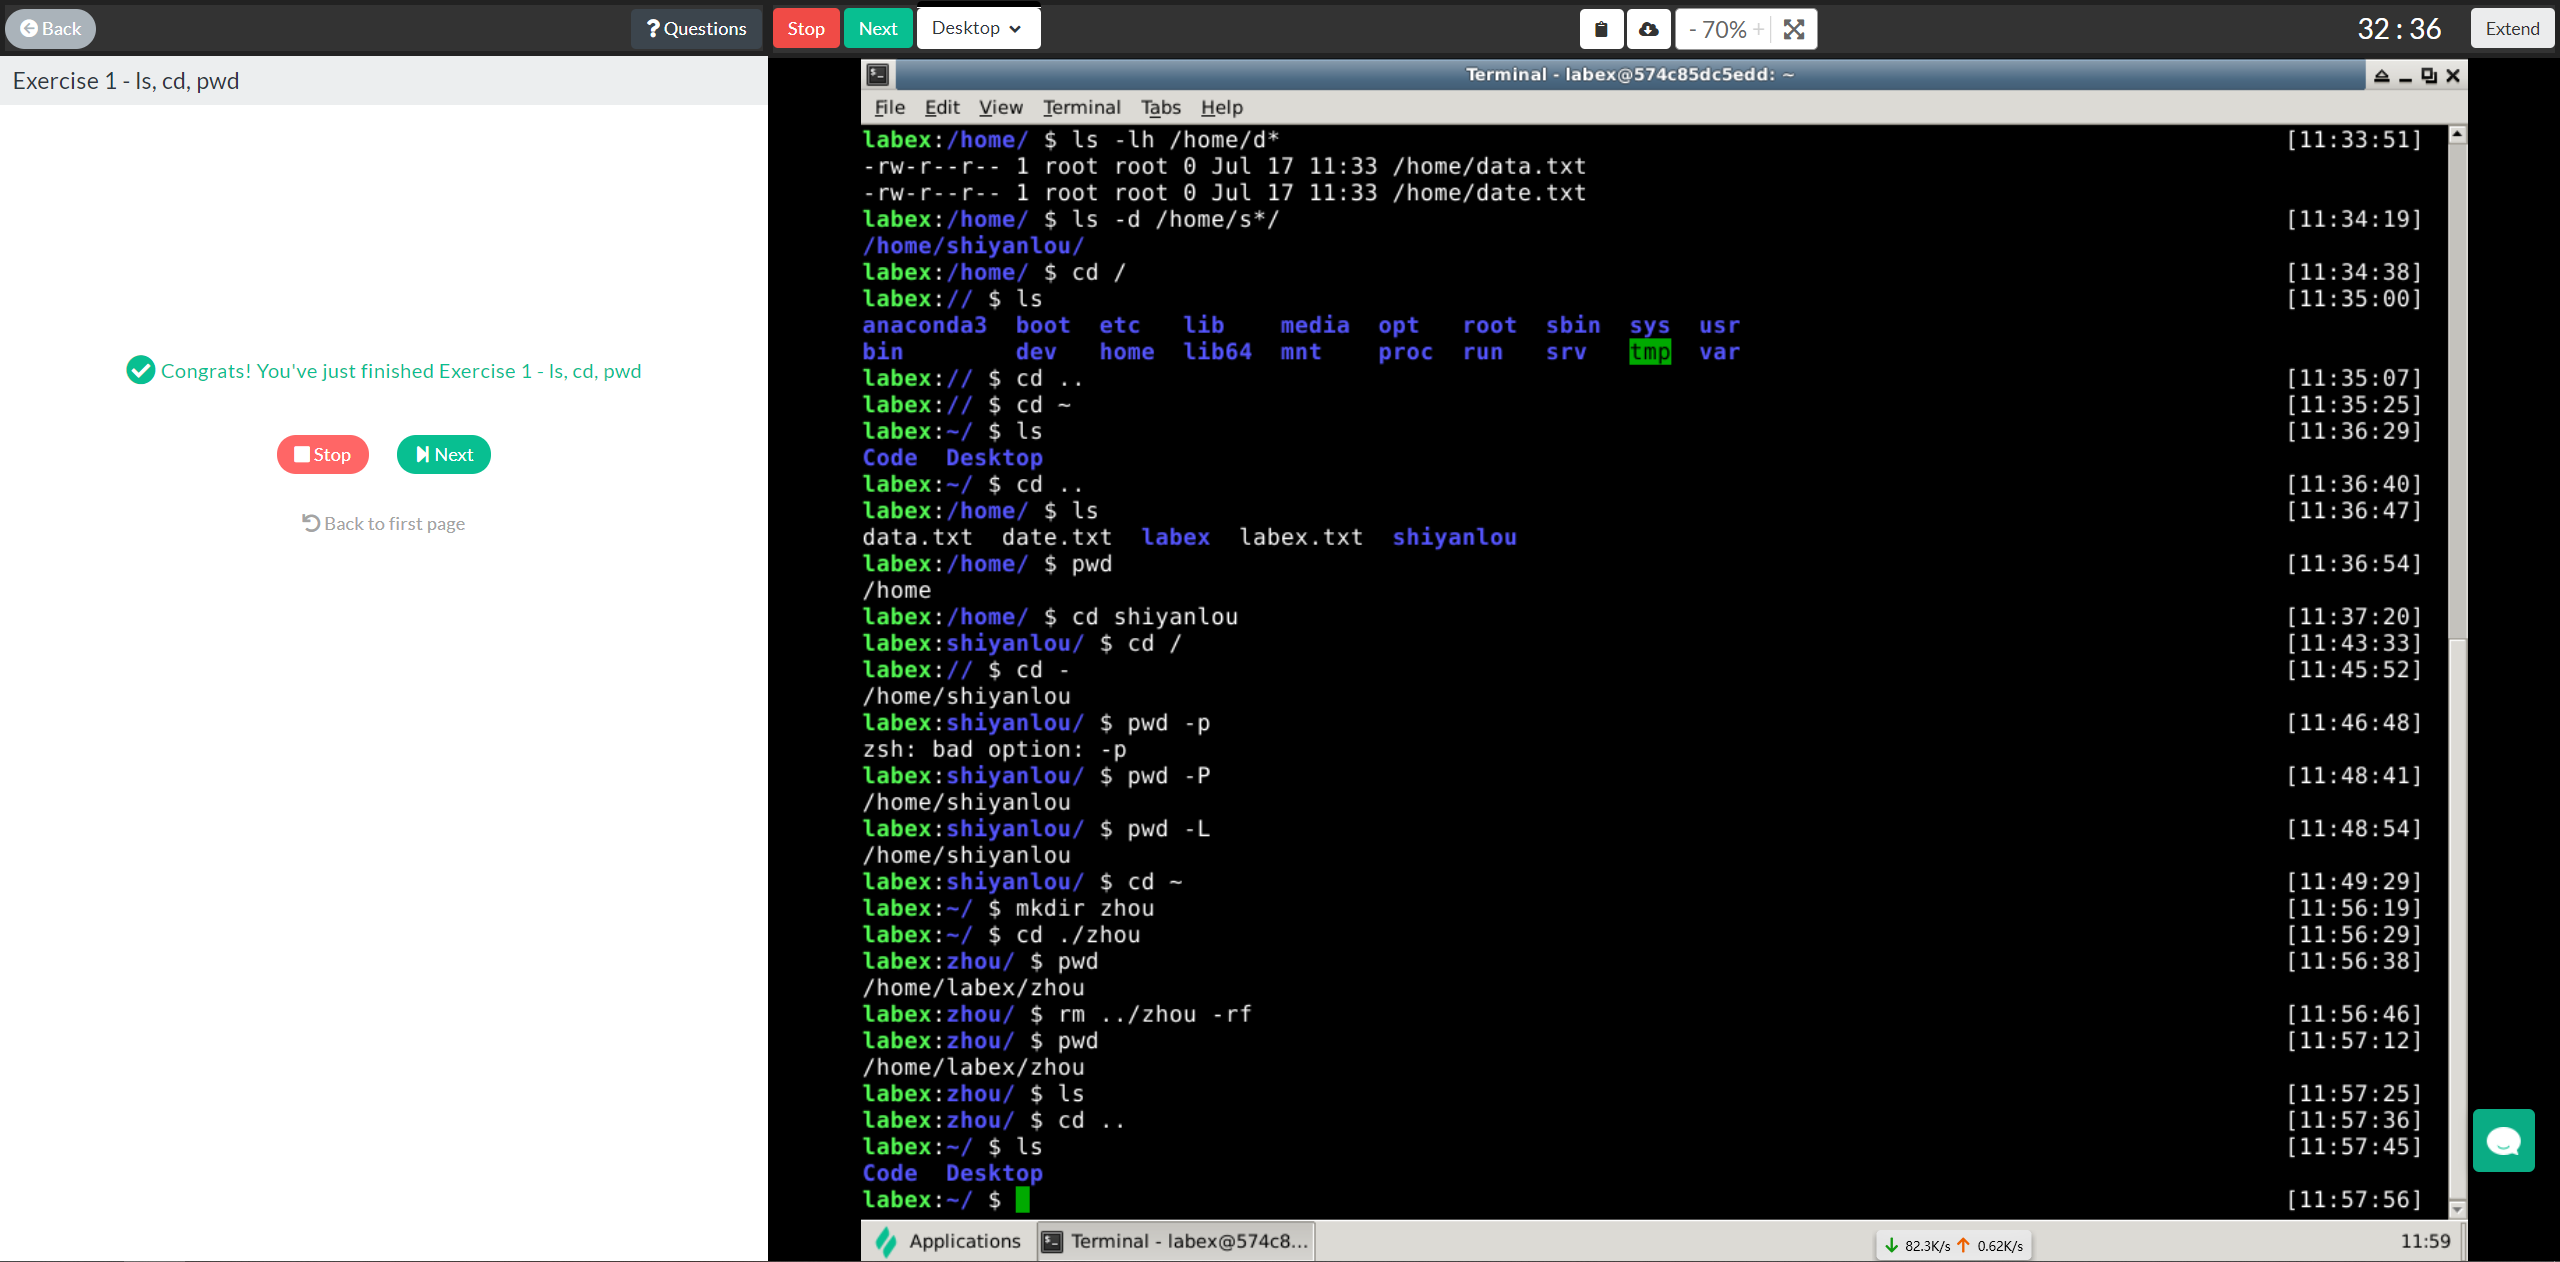 Back
Questions
Stop
Next
Desktop
- 70% +
32 : 36
Extend
Exercise 1 - ls, cd, pwd
Congrats! You've just finished Exercise 1 - ls, cd, pwd
Stop
Next
Back to first page
Terminal - labex@574c85dc5edd: ~
File Edit View Terminal Tabs Help
labex:/home/ $ ls -lh /home/d* [11:33:51]
-rw-r--r-- 1 root root 0 Jul 17 11:33 /home/data.txt
-rw-r--r-- 1 root root 0 Jul 17 11:33 /home/date.txt
labex:/home/ $ ls -d /home/s*/ [11:34:19]
/home/shiyanlou/
labex:/home/ $ cd / [11:34:38]
labex:// $ ls [11:35:00]
anaconda3 boot etc lib media opt root sbin sys usr
bin dev home lib64 mnt proc run srv tmp var
labex:// $ cd .. [11:35:07]
labex:// $ cd ~ [11:35:25]
labex:~/ $ ls [11:36:29]
Code Desktop
labex:~/ $ cd .. [11:36:40]
labex:/home/ $ ls [11:36:47]
data.txt date.txt labex labex.txt shiyanlou
labex:/home/ $ pwd [11:36:54]
/home
labex:/home/ $ cd shiyanlou [11:37:20]
labex:shiyanlou/ $ cd / [11:43:33]
labex:// $ cd - [11:45:52]
/home/shiyanlou
labex:shiyanlou/ $ pwd -p [11:46:48]
zsh: bad option: -p
labex:shiyanlou/ $ pwd -P [11:48:41]
/home/shiyanlou
labex:shiyanlou/ $ pwd -L [11:48:54]
/home/shiyanlou
labex:shiyanlou/ $ cd ~ [11:49:29]
labex:~/ $ mkdir zhou [11:56:19]
labex:~/ $ cd ./zhou [11:56:29]
labex:zhou/ $ pwd [11:56:38]
/home/labex/zhou
labex:zhou/ $ rm ../zhou -rf [11:56:46]
labex:zhou/ $ pwd [11:57:12]
/home/labex/zhou
labex:zhou/ $ ls [11:57:25]
labex:zhou/ $ cd .. [11:57:36]
labex:~/ $ ls [11:57:45]
Code Desktop
labex:~/ $ [11:57:56]
Applications
Terminal - labex@574c8...
82.3K/s 0.62K/s
11:59